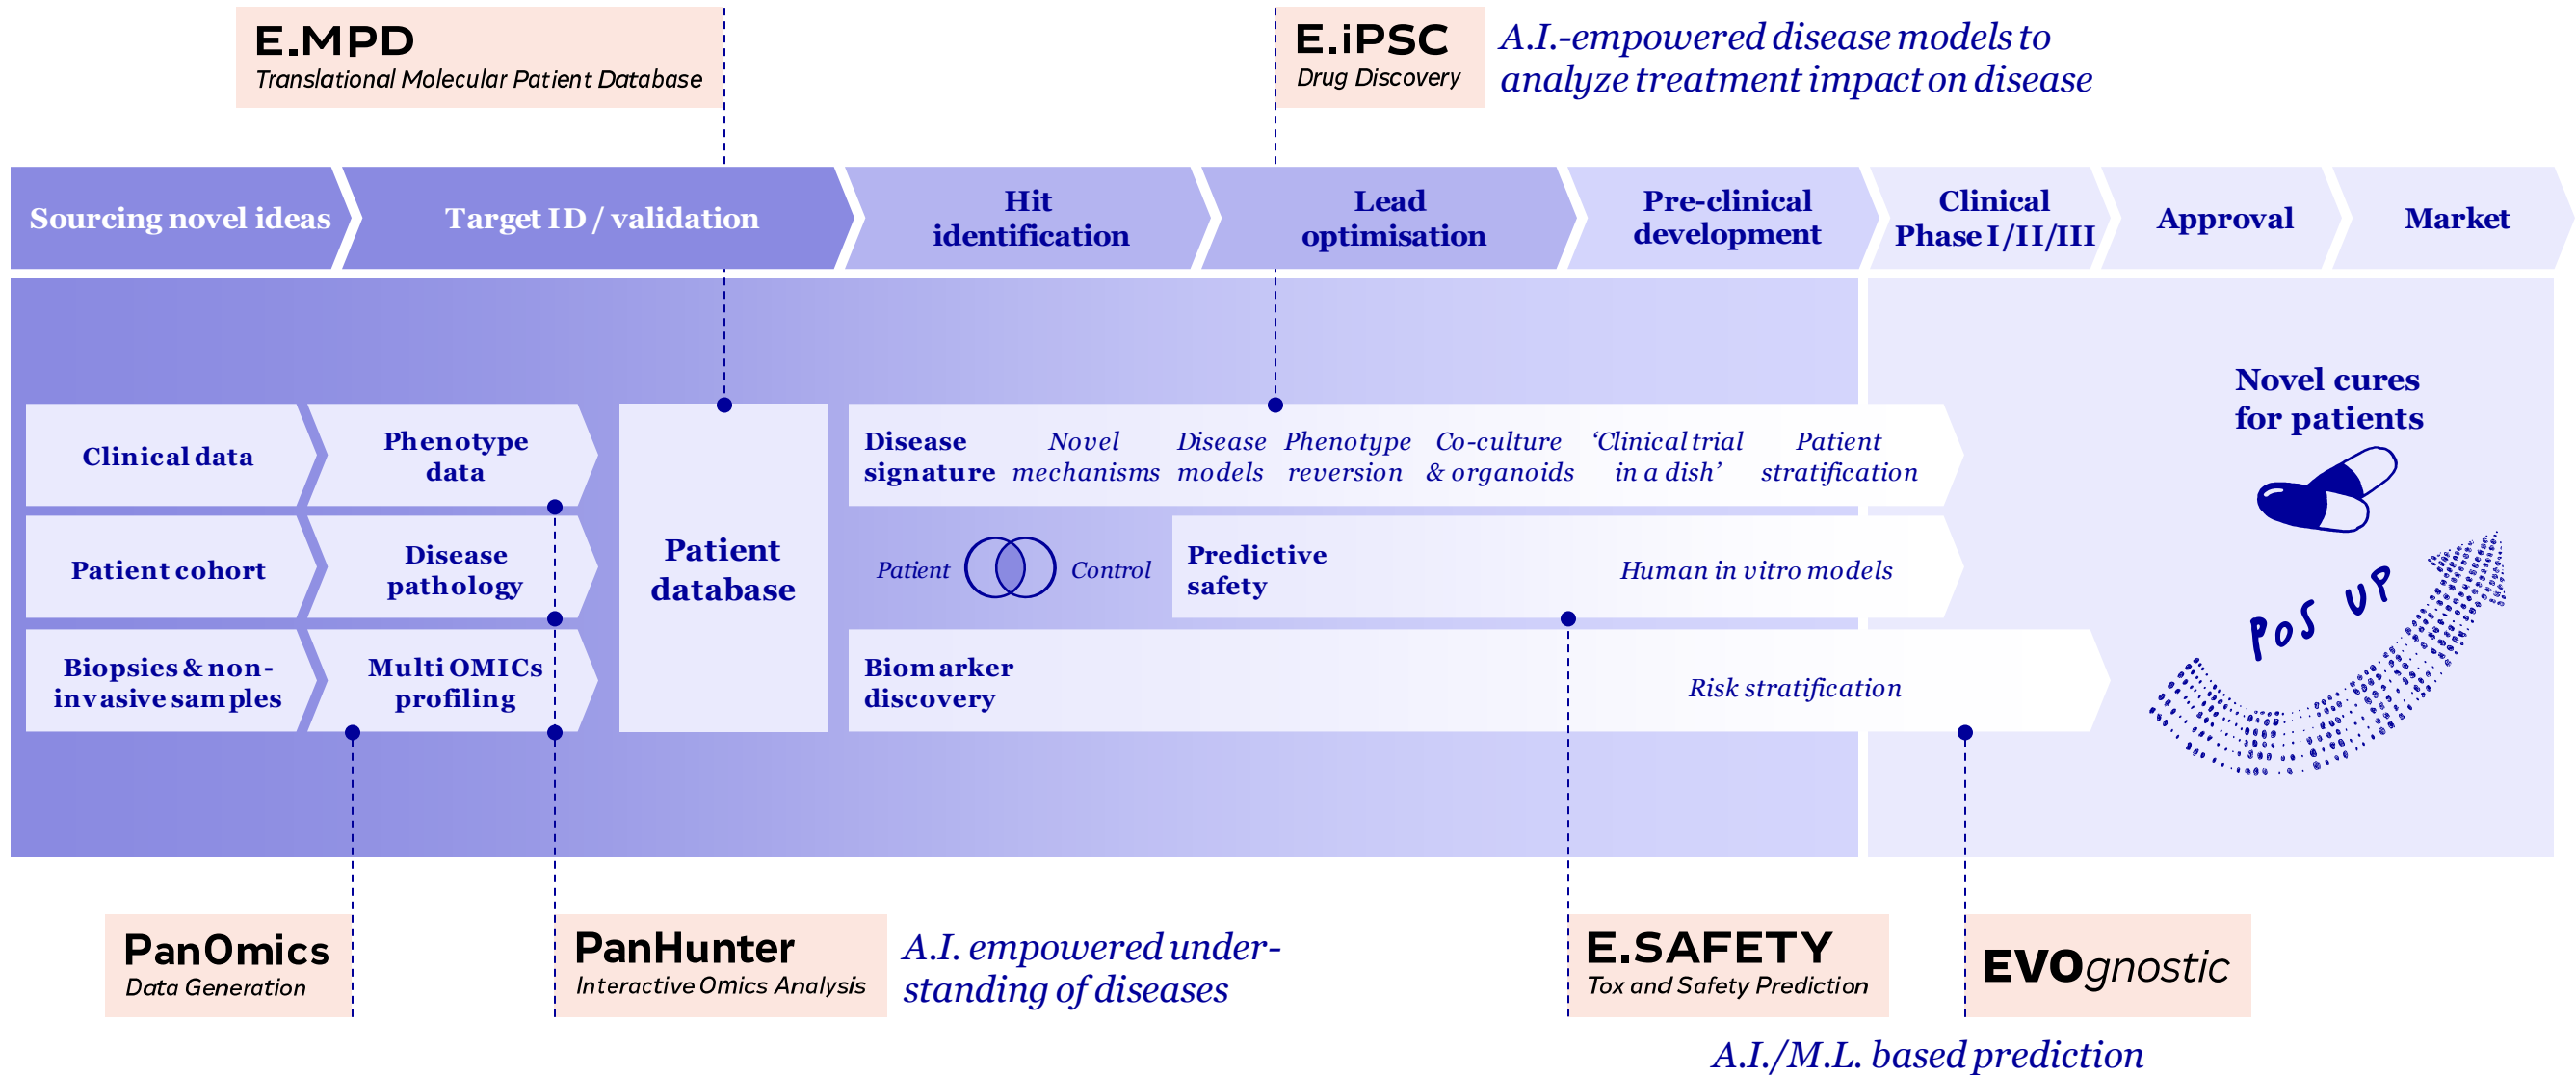 E.MPD
Translational Molecular Patient Database
E.iPSC
Drug Discovery
A.I.-empowered disease models to
analyze treatment impact on disease
Sourcing novel ideas
Target ID / validation
Hit
identification
Lead
optimisation
Pre-clinical
development
Clinical
Phase I/II/III
Approval
Market
Clinical data
Phenotype
data
Patient cohort
Disease
pathology
Biopsies & non-
invasive samples
Multi OMICs
profiling
Patient
database
Disease
signature
Novel
mechanisms
Disease
models
Phenotype
reversion
Co-culture
& organoids
‘Clinical trial
in a dish’
Patient
stratification
Patient
Control
Predictive
safety
Human in vitro models
Biomarker
discovery
Risk stratification
Novel cures
for patients
POS UP
PanOmics
Data Generation
PanHunter
Interactive Omics Analysis
A.I. empowered under-
standing of diseases
E.SAFETY
Tox and Safety Prediction
EVOgnostic
A.I./M.L. based prediction